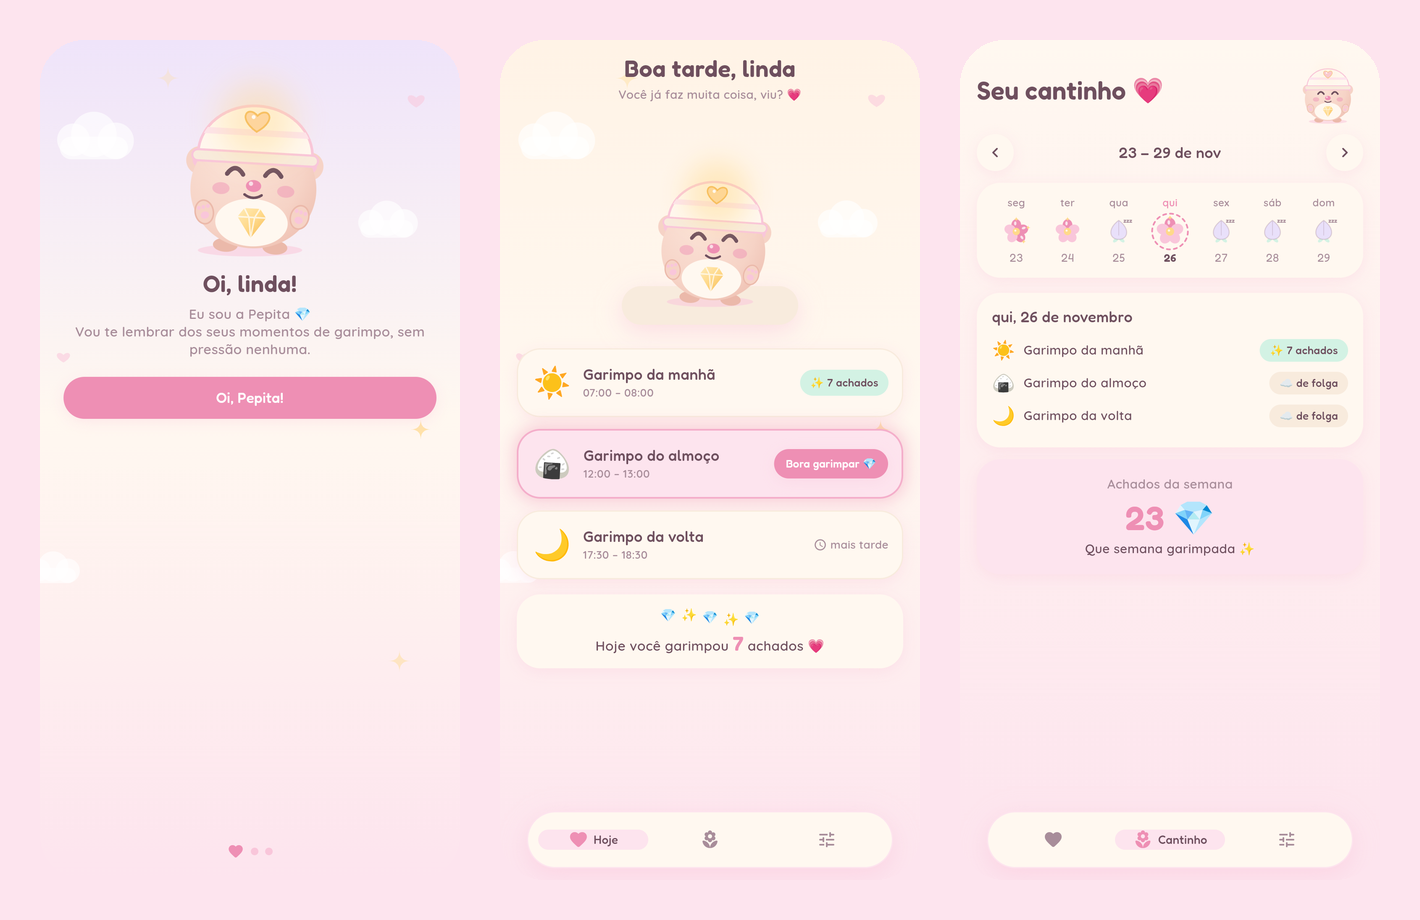 Oi, linda!
Eu sou a Pepita 💎
Vou te lembrar dos seus momentos de garimpo, sem
pressão nenhuma.
Oi, Pepita!
Boa tarde, linda
Você já faz muita coisa, viu? 💗
Garimpo da manhã
07:00 – 08:00
✨ 7 achados
Garimpo do almoço
12:00 – 13:00
Bora garimpar 💎
Garimpo da volta
17:30 – 18:30
mais tarde
Hoje você garimpou 7 achados 💗
Hoje
Seu cantinho 💗
23 – 29 de nov
seg ter qua qui sex sáb dom
zzz zzz zzz zzz
23 24 25 26 27 28 29
qui, 26 de novembro
Garimpo da manhã ✨ 7 achados
Garimpo do almoço ☁️ de folga
Garimpo da volta ☁️ de folga
Achados da semana
23 💎
Que semana garimpada ✨
Cantinho